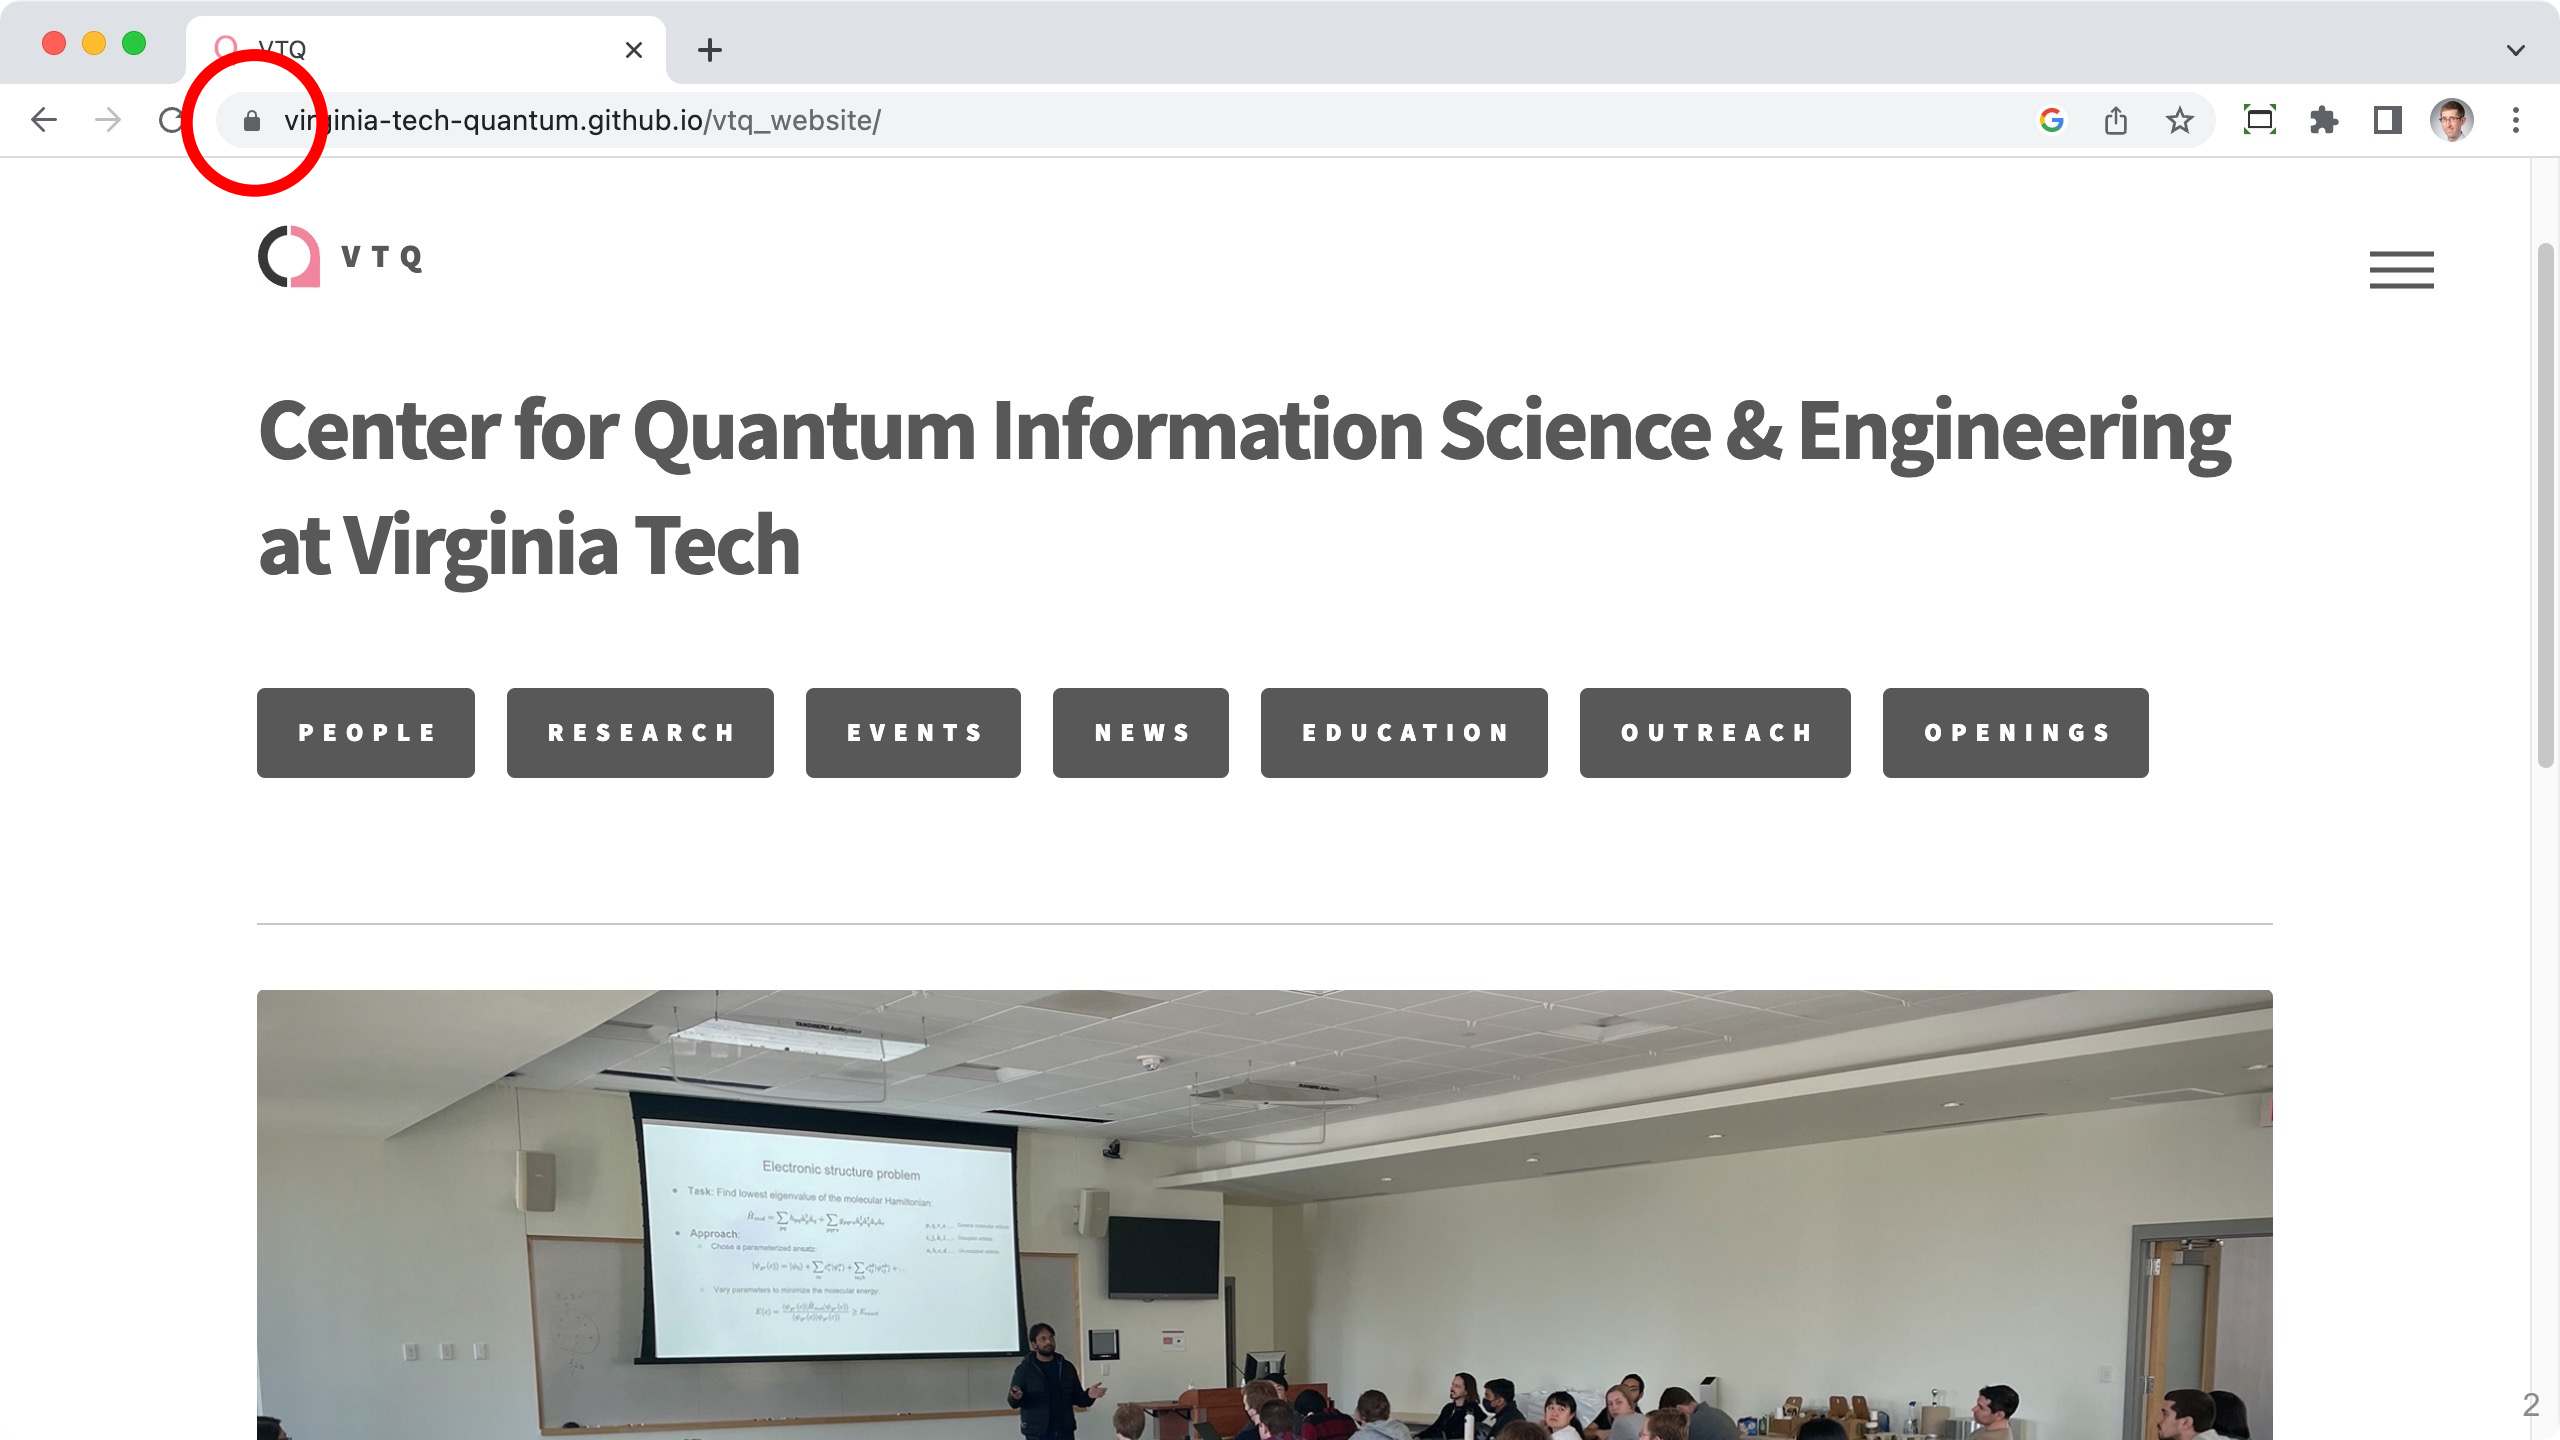 VTQ
virginia-tech-quantum.github.io/vtq_website/
VTQ
Center for Quantum Information Science & Engineering
at Virginia Tech
PEOPLE RESEARCH EVENTS NEWS EDUCATION OUTREACH OPENINGS
Electronic structure problem
Task: Find lowest eigenvalue of the molecular Hamiltonian:
Approach:
Chose a parameterized ansatz:
Vary parameters to minimize the molecular energy:
2